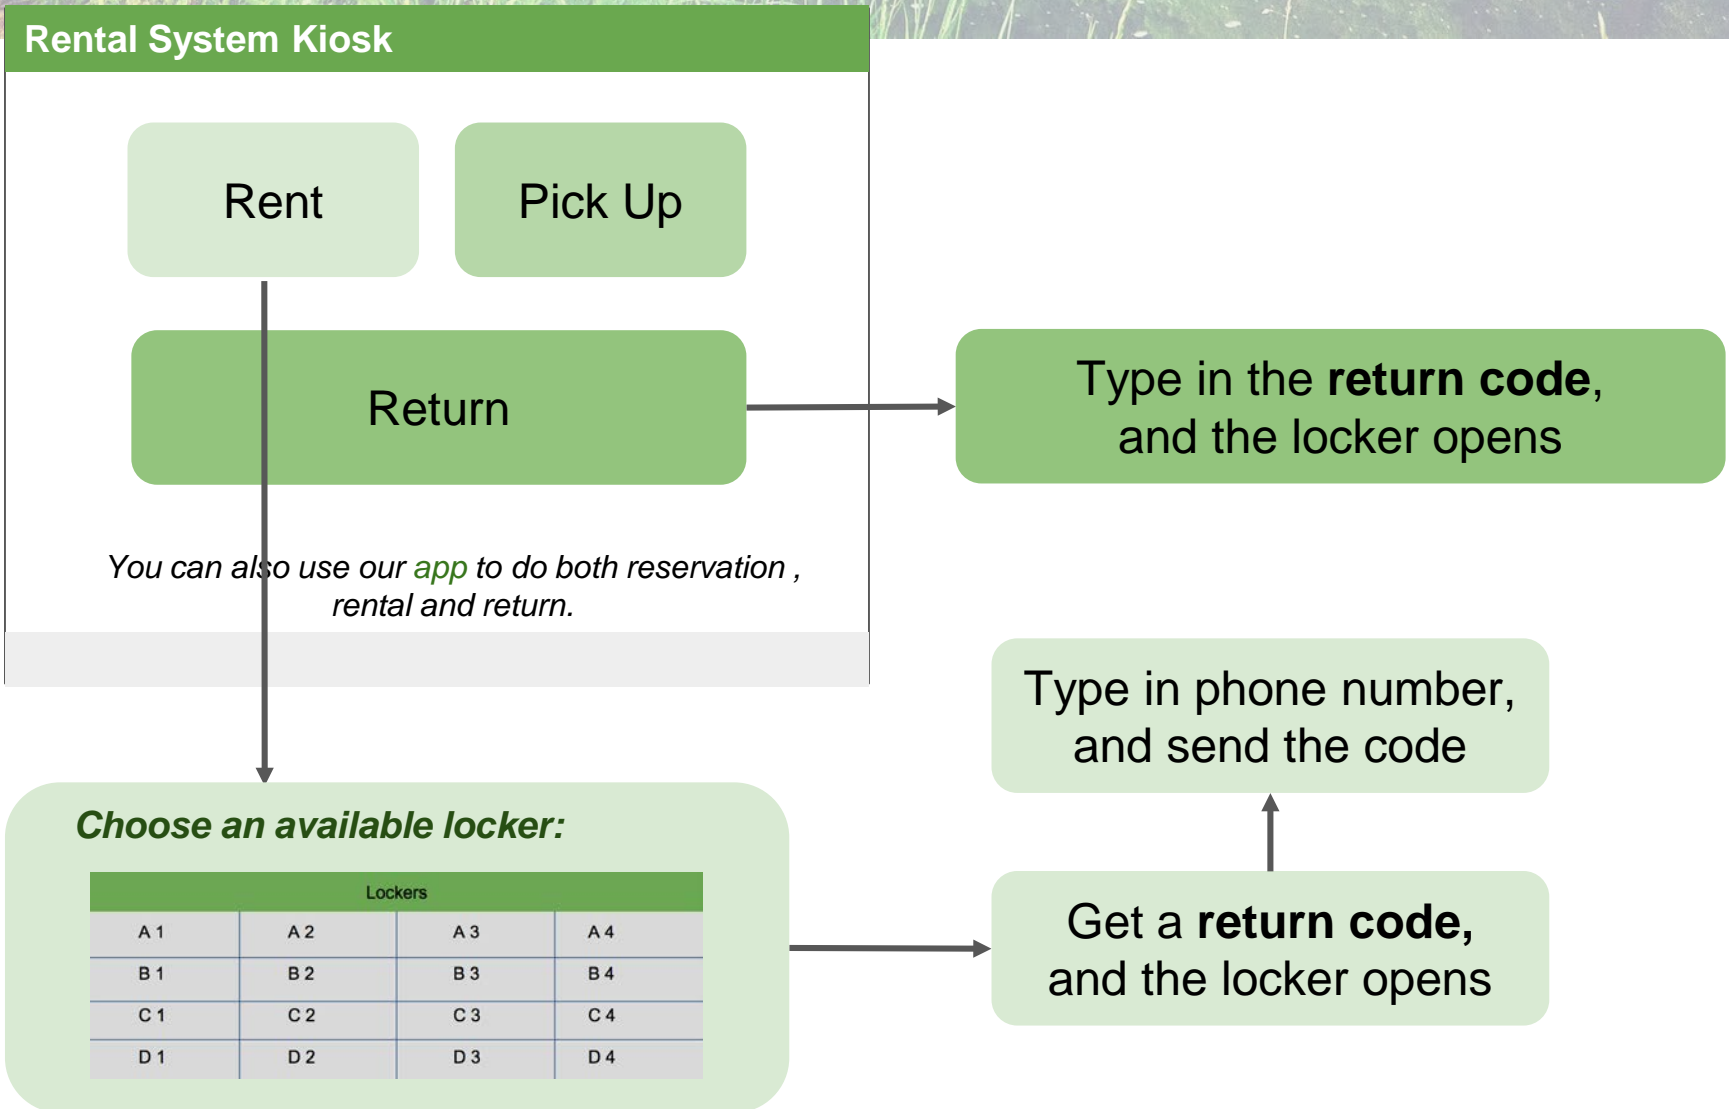 Rental System Kiosk
Rent
Pick Up
Return
Type in the return code,
and the locker opens
You can also use our app to do both reservation ,
rental and return.
Type in phone number,
and send the code
Choose an available locker:
Lockers
A 1 A 2 A 3 A 4
B 1 B 2 B 3 B 4
C 1 C 2 C 3 C 4
D 1 D 2 D 3 D 4
Get a return code,
and the locker opens